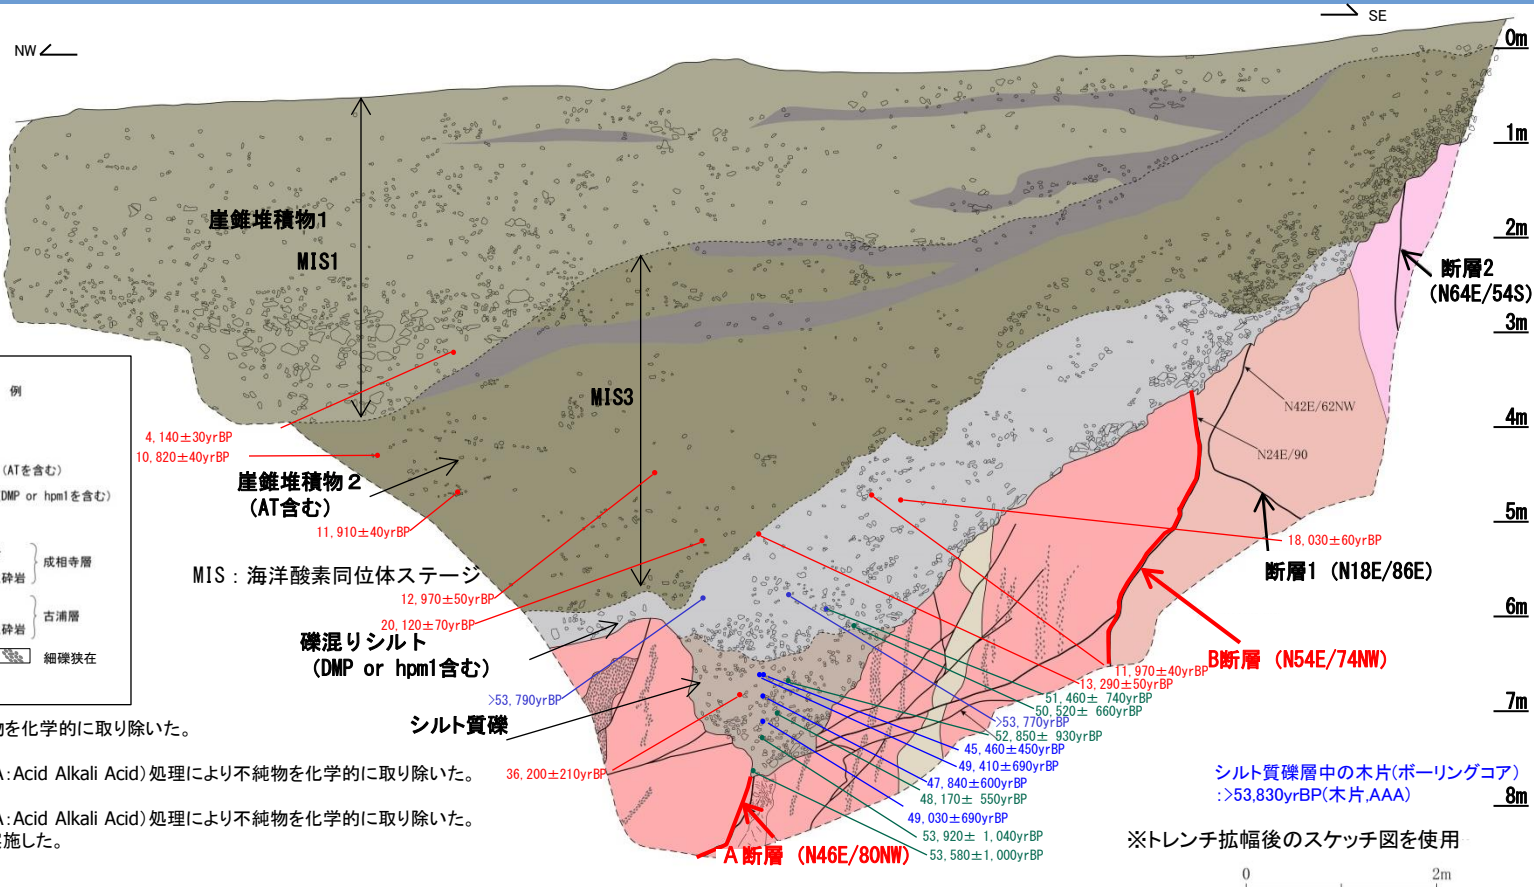 NW
SE
0m
1m
2m
3m
4m
5m
6m
7m
8m
崖錐堆積物1
MIS1
MIS3
断層2
(N64E/54S)
N42E/62NW
N24E/90
例
(ATを含む)
(DMP or hpm1を含む)
成相寺層
砕岩
古浦層
砕岩
細礫狭在
4,140±30yrBP
10,820±40yrBP
崖錐堆積物2
(AT含む)
11,910±40yrBP
MIS：海洋酸素同位体ステージ
12,970±50yrBP
20,120±70yrBP
礫混りシルト
(DMP or hpm1含む)
>53,790yrBP
シルト質礫
36,200±210yrBP
18,030±60yrBP
断層1 (N18E/86E)
B断層 (N54E/74NW)
11,970±40yrBP
13,290±50yrBP
51,460± 740yrBP
50,520± 660yrBP
>53,770yrBP
52,850± 930yrBP
45,460±450yrBP
49,410±690yrBP
47,840±600yrBP
48,170± 550yrBP
49,030±690yrBP
53,920± 1,040yrBP
53,580±1,000yrBP
A断層 (N46E/80NW)
物を化学的に取り除いた。
A:Acid Alkali Acid)処理により不純物を化学的に取り除いた。
A:Acid Alkali Acid)処理により不純物を化学的に取り除いた。
施した。
シルト質礫層中の木片(ボーリングコア)
:>53,830yrBP(木片,AAA)
※トレンチ拡幅後のスケッチ図を使用
0 2m